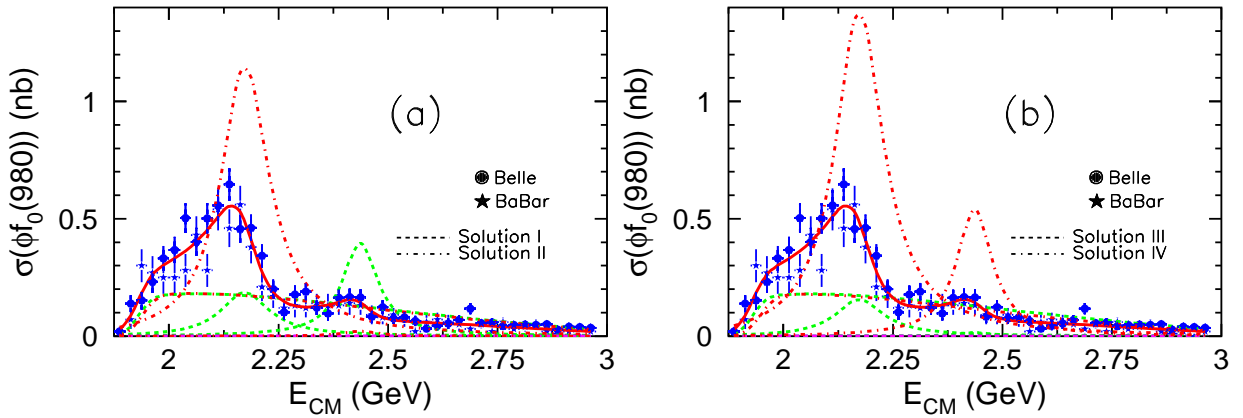 σ(ϕf0(980)) (nb)
1
0.5
0
(a)
Belle
BaBar
Solution I
Solution II
2
2.25
2.5
2.75
3
ECM (GeV)
σ(ϕf0(980)) (nb)
1
0.5
0
(b)
Belle
BaBar
Solution III
Solution IV
2
2.25
2.5
2.75
3
ECM (GeV)